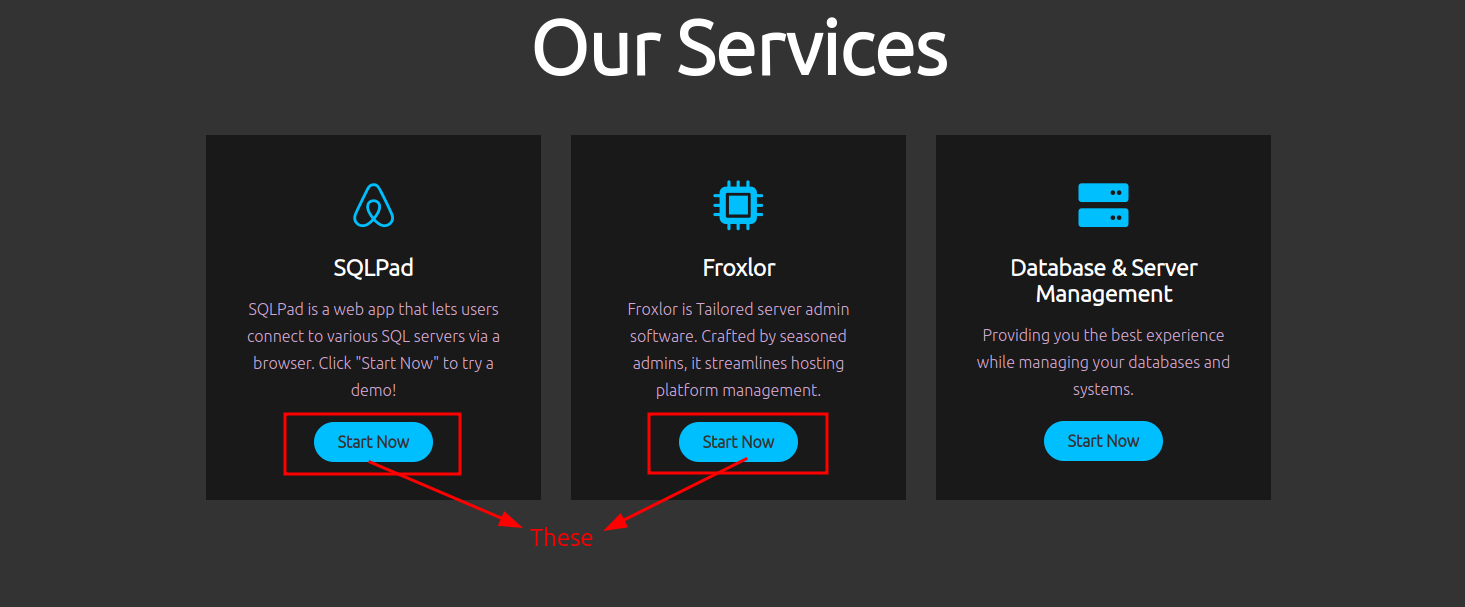 Our Services
SQLPad
SQLPad is a web app that lets users
connect to various SQL servers via a
browser. Click "Start Now" to try a
demo!
Start Now
Froxlor
Froxlor is Tailored server admin
software. Crafted by seasoned
admins, it streamlines hosting
platform management.
Start Now
Database & Server
Management
Providing you the best experience
while managing your databases and
systems.
Start Now
These